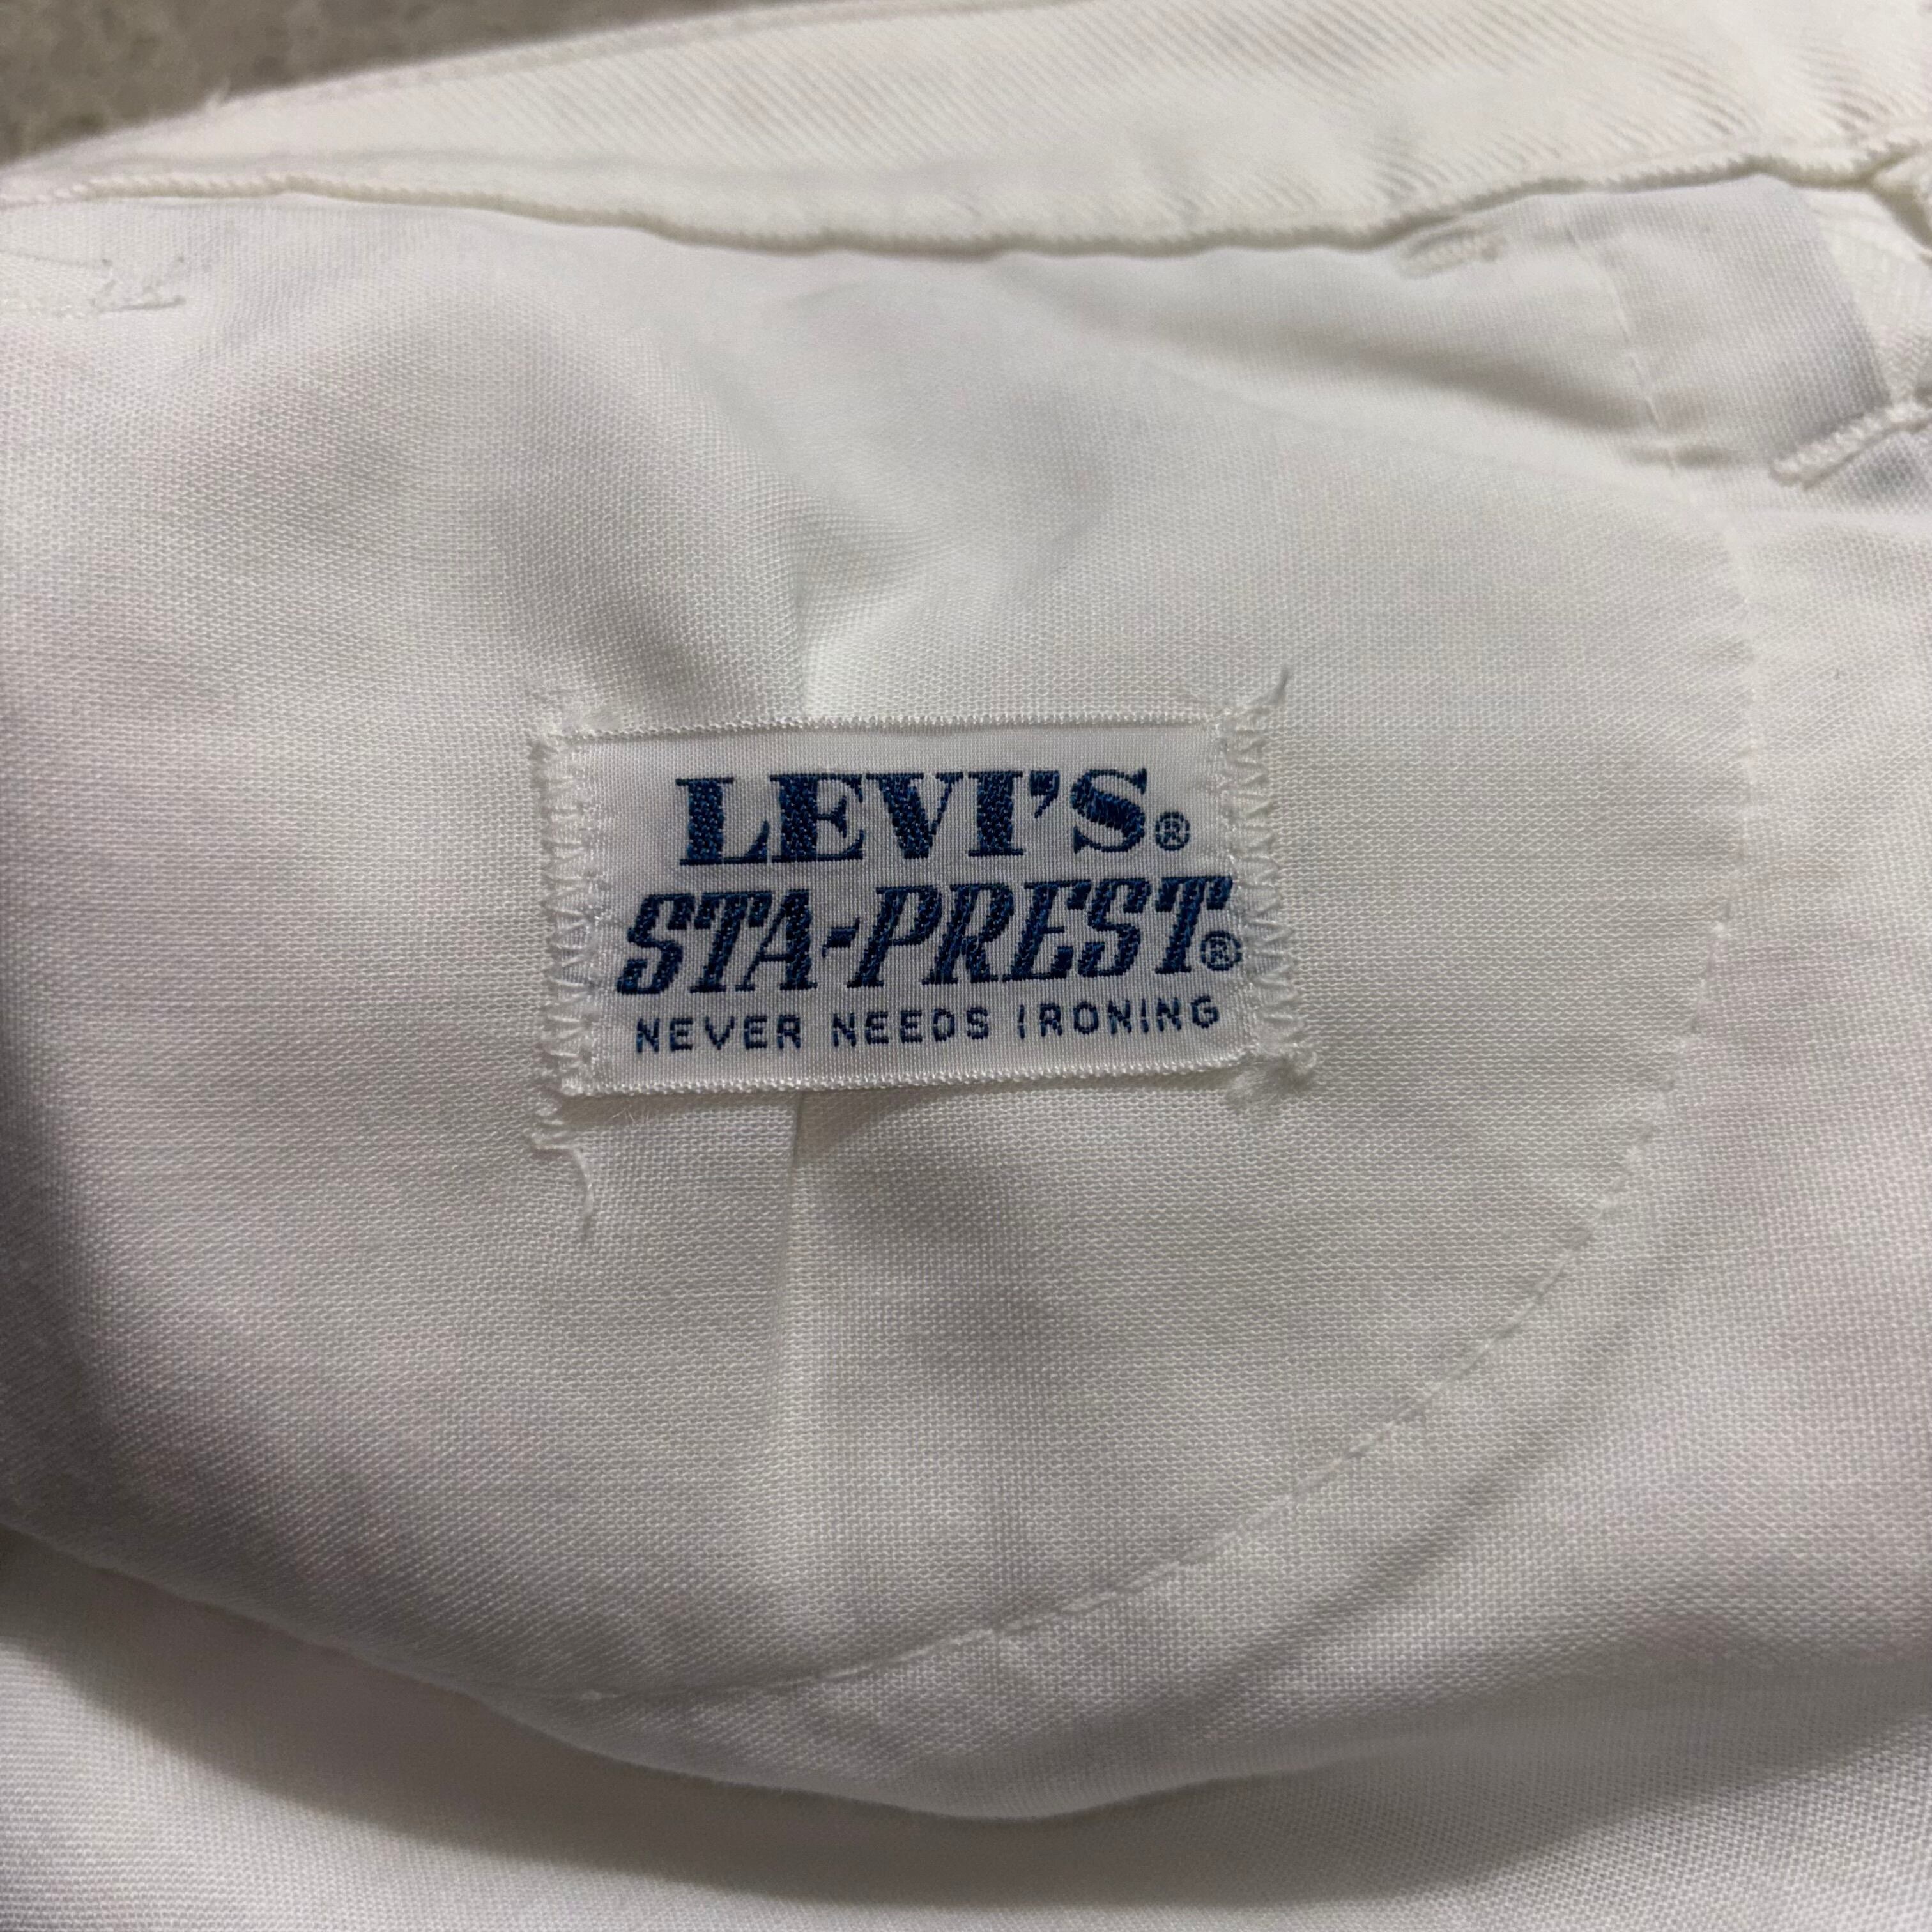 LEVI'S®
STA-PREST®
NEVER NEEDS IRONING